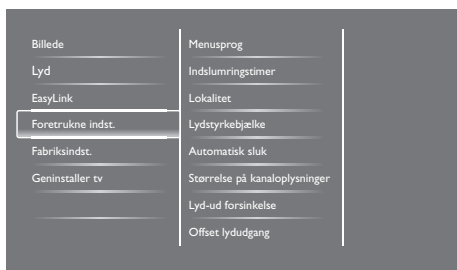 Billede
Lyd
EasyLink
Foretrukne indst.
Fabriksindst.
Geninstaller tv
Menusprog
Indslumringstimer
Lokalitet
Lydstyrkebjælke
Automatisk sluk
Størrelse på kanaloplysninger
Lyd-ud forsinkelse
Offset lydudgang